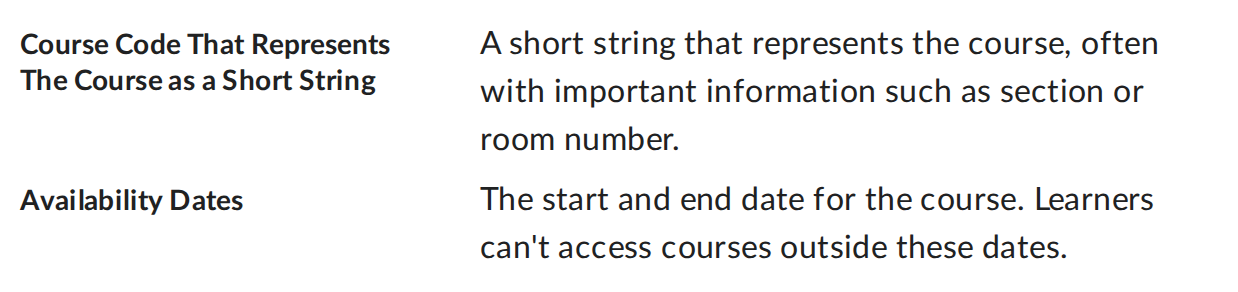 Course Code That Represents
The Course as a Short String
A short string that represents the course, often
with important information such as section or
room number.
Availability Dates
The start and end date for the course. Learners
can't access courses outside these dates.